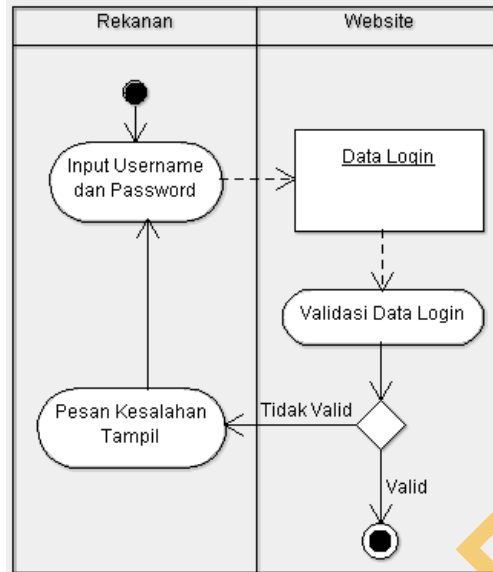 Rekanan
Website
Input Username
dan Password
Data Login
Validasi Data Login
Pesan Kesalahan
Tampil
Tidak Valid
Valid